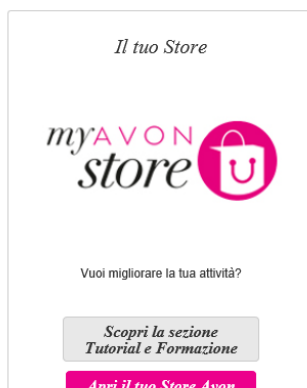 Il tuo Store
myAVON
store
Vuoi migliorare la tua attività?
Scopri la sezione
Tutorial e Formazione
Apri il tuo Store Avon